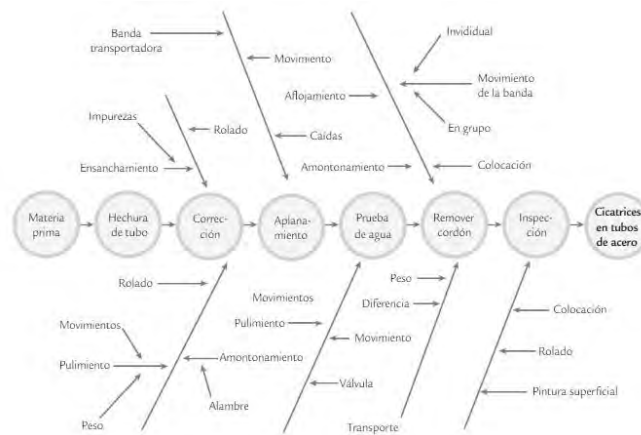 Banda
transportadora
Movimiento
Invididual
Movimiento
de la banda
Aflojamiento
En grupo
Impurezas
Rolado
Caídas
Ensanchamiento
Amontonamiento
Colocación
Materia
prima
Hechura
de tubo
Correc-
ción
Aplana-
miento
Prueba
de agua
Remover
cordón
Inspec-
ción
Cicatrices
en tubos
de acero
Rolado
Movimientos
Pulimiento
Peso
Amontonamiento
Alambre
Movimientos
Pulimiento
Movimiento
Válvula
Peso
Diferencia
Transporte
Colocación
Rolado
Pintura superficial